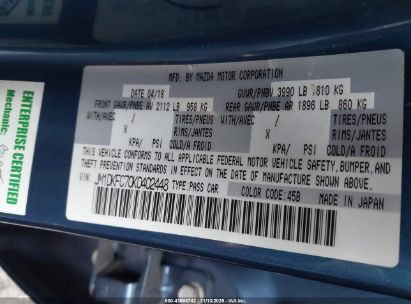 MFD. BY MAZDA MOTOR CORPORATION
DATE 04/18 GVWR/PNBV 3990 LB 1810 KG
FRONT GAWR/PNBE AV 2112 LB 958 KG REAR GAWR/PNBE AR 1896 LB 860 KG
WITH/AVEC / TIRES/PNEUS WITH/AVEC / TIRES/PNEUS
X RIMS/JANTES X RIMS/JANTES
KPA/ PSI COLD/A FROID KPA/ PSI COLD/A FROID
THIS VEHICLE CONFORMS TO ALL APPLICABLE FEDERAL MOTOR VEHICLE SAFETY, BUMPER,
AND THEFT PREVENTION STANDARDS IN EFFECT ON THE DATE OF MANUFACTURE SHOWN ABOVE.
VIN: JM1DKFC70K0402448 TYPE: PASS CAR COLOR CODE: 45B
MADE IN JAPAN
ENTERPRISE CERTIFIED
Mechanic: